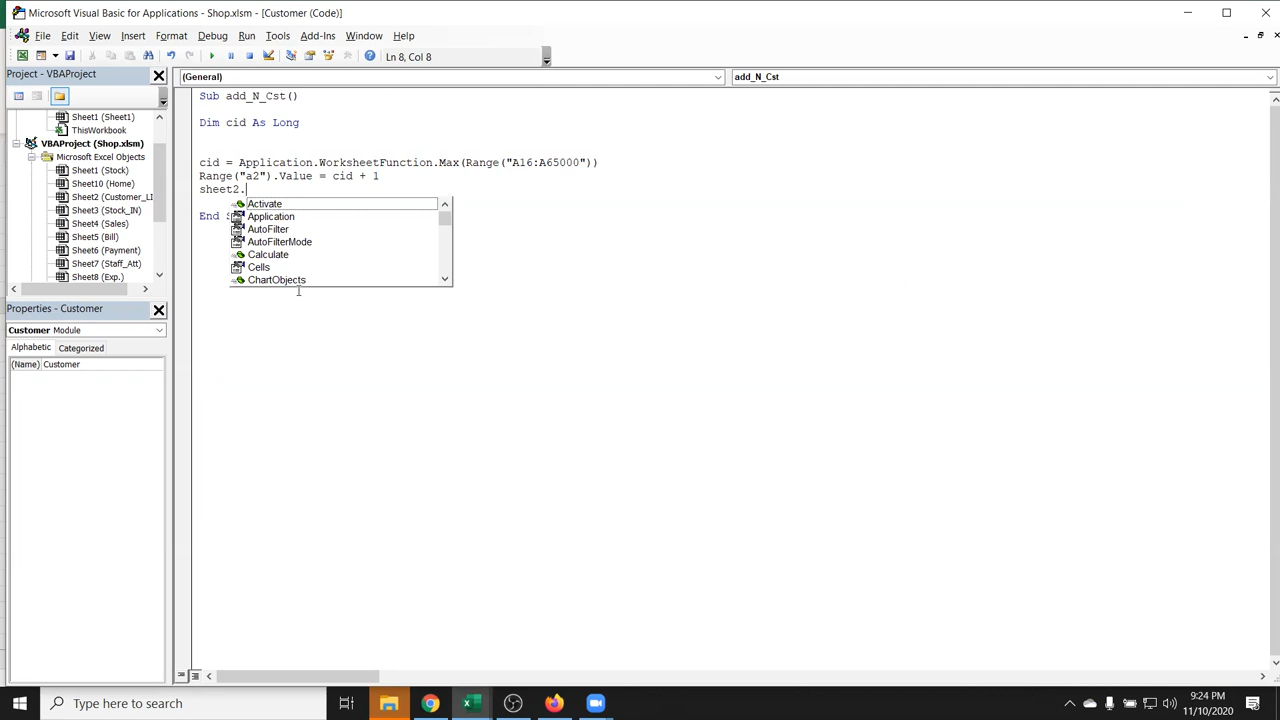 Microsoft Visual Basic for Applications - Shop.xlsm - [Customer (Code)]
File Edit View Insert Format Debug Run Tools Add-Ins Window Help
Ln 8, Col 8
Project - VBAProject
(General)
add_N_Cst
Sheet1 (Sheet1)
ThisWorkbook
VBAProject (Shop.xlsm)
Microsoft Excel Objects
Sheet1 (Stock)
Sheet10 (Home)
Sheet2 (Customer_LI
Sheet3 (Stock_IN)
Sheet4 (Sales)
Sheet5 (Bill)
Sheet6 (Payment)
Sheet7 (Staff_Att)
Sheet8 (Exp.)
Properties - Customer
Customer Module
Alphabetic Categorized
(Name) Customer
Sub add_N_Cst()
Dim cid As Long
cid = Application.WorksheetFunction.Max(Range("A16:A65000"))
Range("a2").Value = cid + 1
sheet2.
Activate
Application
AutoFilter
AutoFilterMode
Calculate
Cells
ChartObjects
End
Type here to search
9:24 PM
11/10/2020